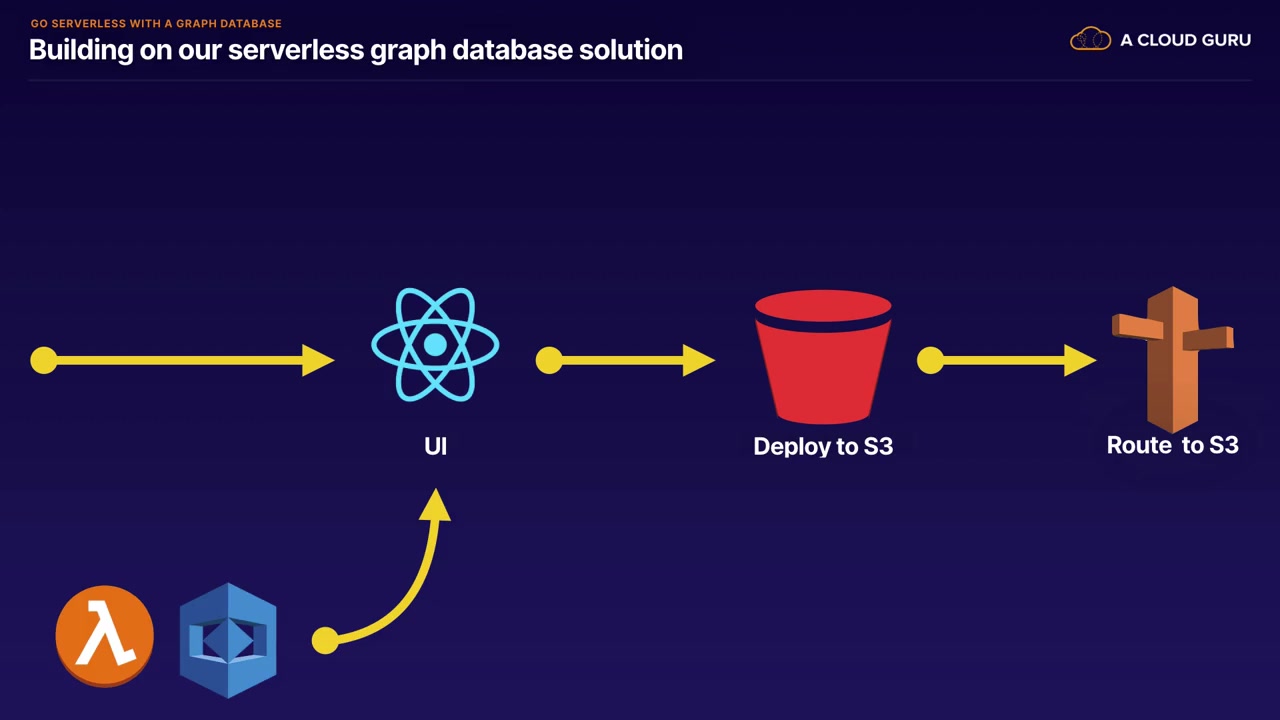 GO SERVERLESS WITH A GRAPH DATABASE
Building on our serverless graph database solution
A CLOUD GURU
UI
Deploy to S3
Route to S3
λ